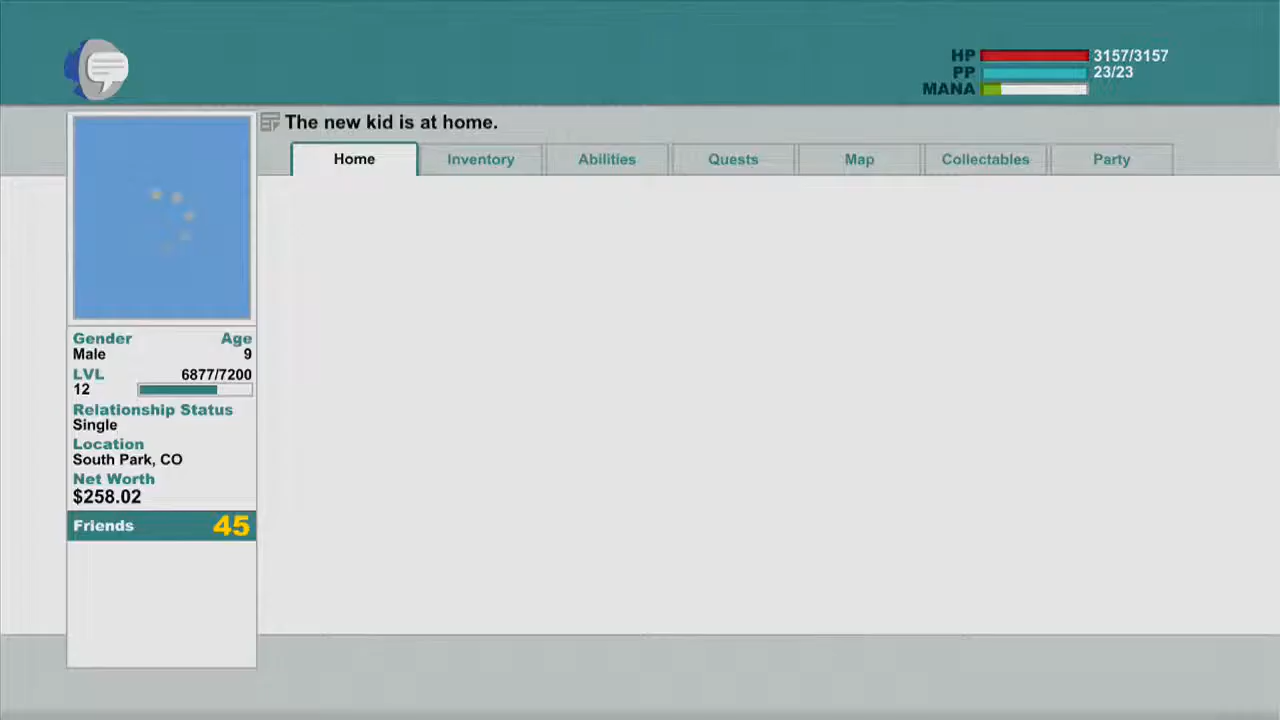 HP 3157/3157
PP 23/23
MANA
The new kid is at home.
Home Inventory Abilities Quests Map Collectables Party
Gender Age
Male 9
LVL 6877/7200
12
Relationship Status
Single
Location
South Park, CO
Net Worth
$258.02
Friends 45